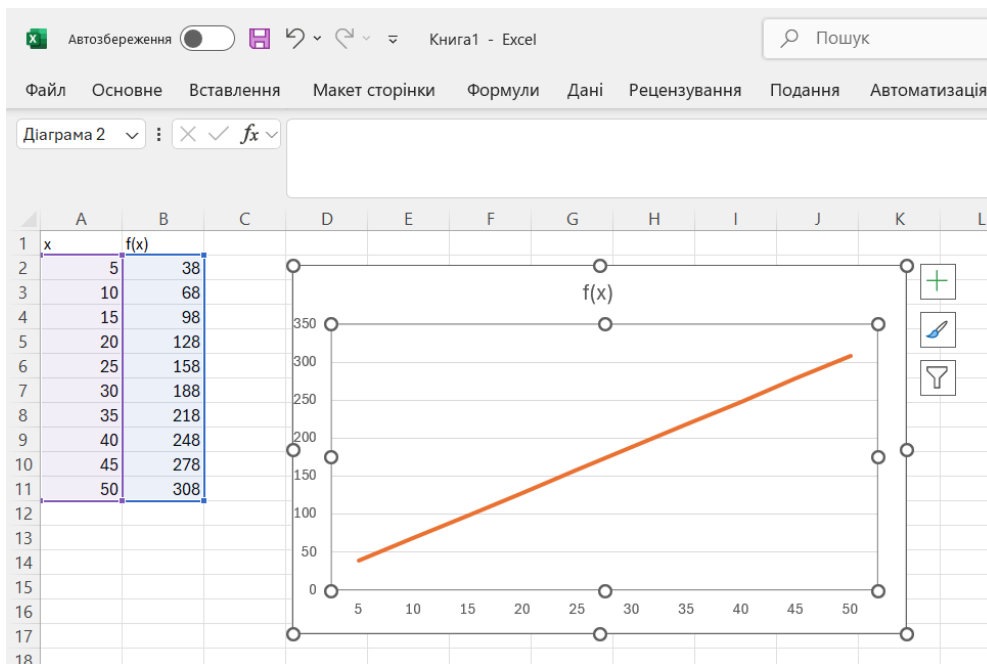 Автозбереження Книга1 - Excel Пошук
Файл Основне Вставлення Макет сторінки Формули Дані Рецензування Подання Автоматизація
Діаграма 2 fx
A B C D E F G H I J K L
1 x f(x)
2 5 38
3 10 68
4 15 98
5 20 128
6 25 158
7 30 188
8 35 218
9 40 248
10 45 278
11 50 308
12
13
14
15
16
17
18
f(x)
350
300
250
200
150
100
50
0
5 10 15 20 25 30 35 40 45 50